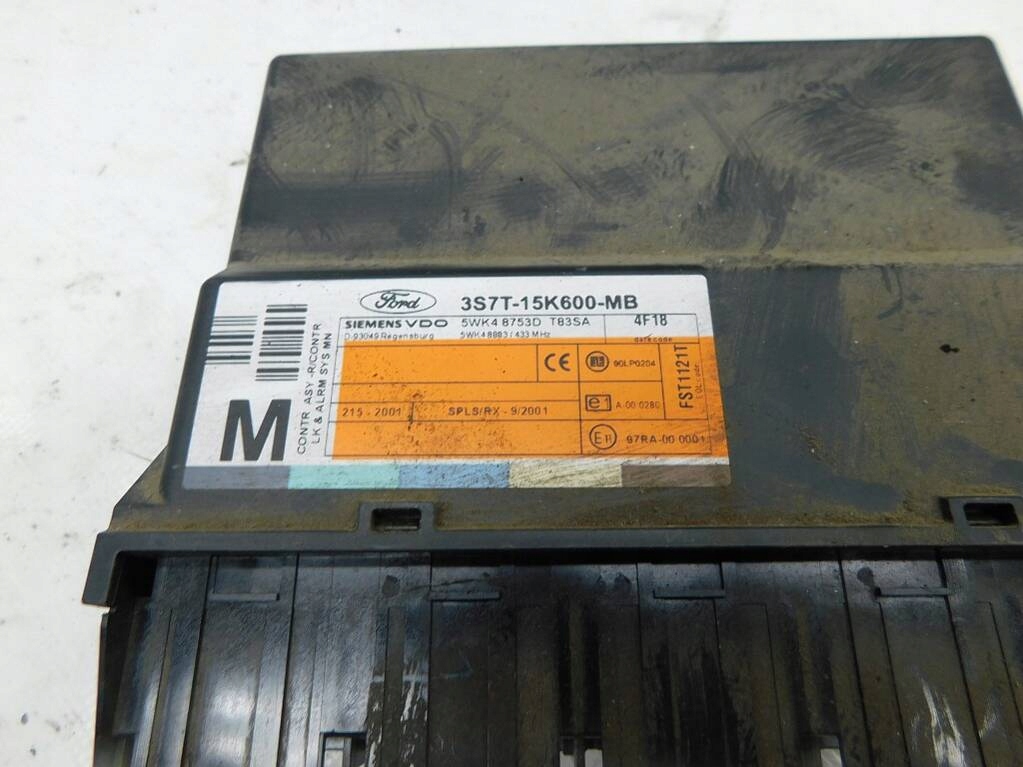 Ford 3S7T-15K600-MB
SIEMENS VDO 5WK4 8753D T83SA 4F18
D-93049 Regensburg 5WK4 8883 / 433 MHz date code
CONTR ASY -R/CONTR
LK & ALRM SYS MN
M
CE
90LP0204
215 - 2001 SPLS/RX - 9/2001
e1 A-00 0280
E11 97RA-00 0001
FST1121T